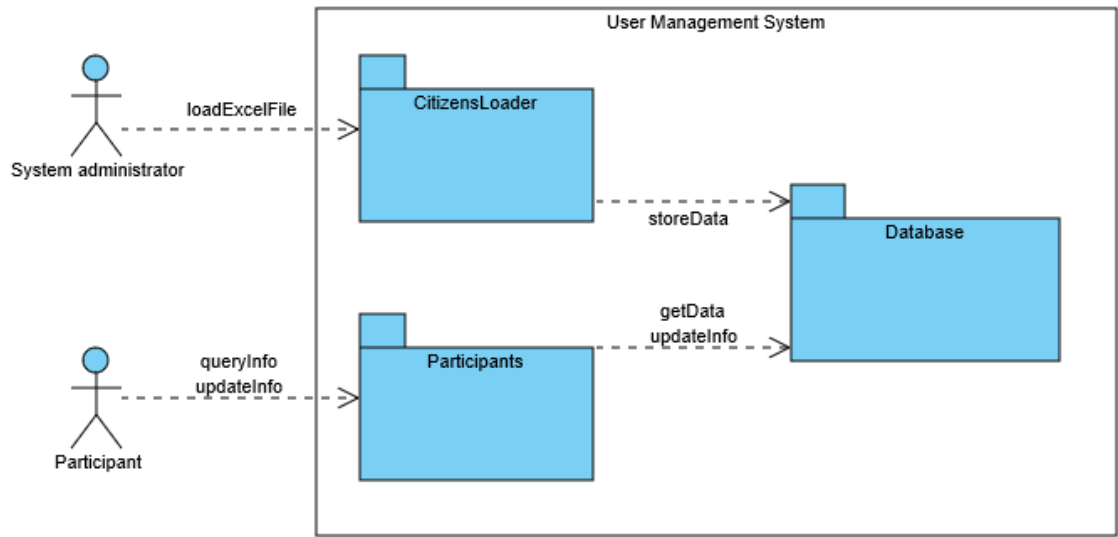 User Management System
CitizensLoader
loadExcelFile
System administrator
storeData
Database
getData
updateInfo
queryInfo
updateInfo
Participants
Participant